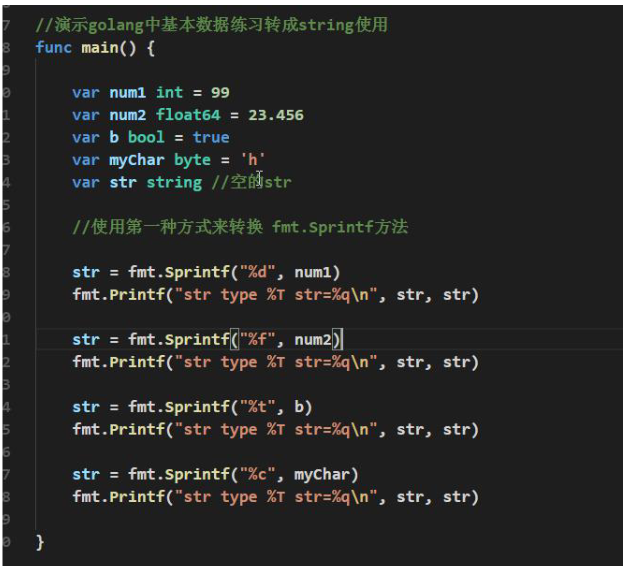 7 //演示golang中基本数据练习转成string使用
8 func main() {
9
0 var num1 int = 99
1 var num2 float64 = 23.456
2 var b bool = true
3 var myChar byte = 'h'
4 var str string //空的str
5
6 //使用第一种方式来转换 fmt.Sprintf方法
7
8 str = fmt.Sprintf("%d", num1)
9 fmt.Printf("str type %T str=%q\n", str, str)
0
1 str = fmt.Sprintf("%f", num2)
2 fmt.Printf("str type %T str=%q\n", str, str)
3
4 str = fmt.Sprintf("%t", b)
5 fmt.Printf("str type %T str=%q\n", str, str)
6
7 str = fmt.Sprintf("%c", myChar)
8 fmt.Printf("str type %T str=%q\n", str, str)
9
0 }